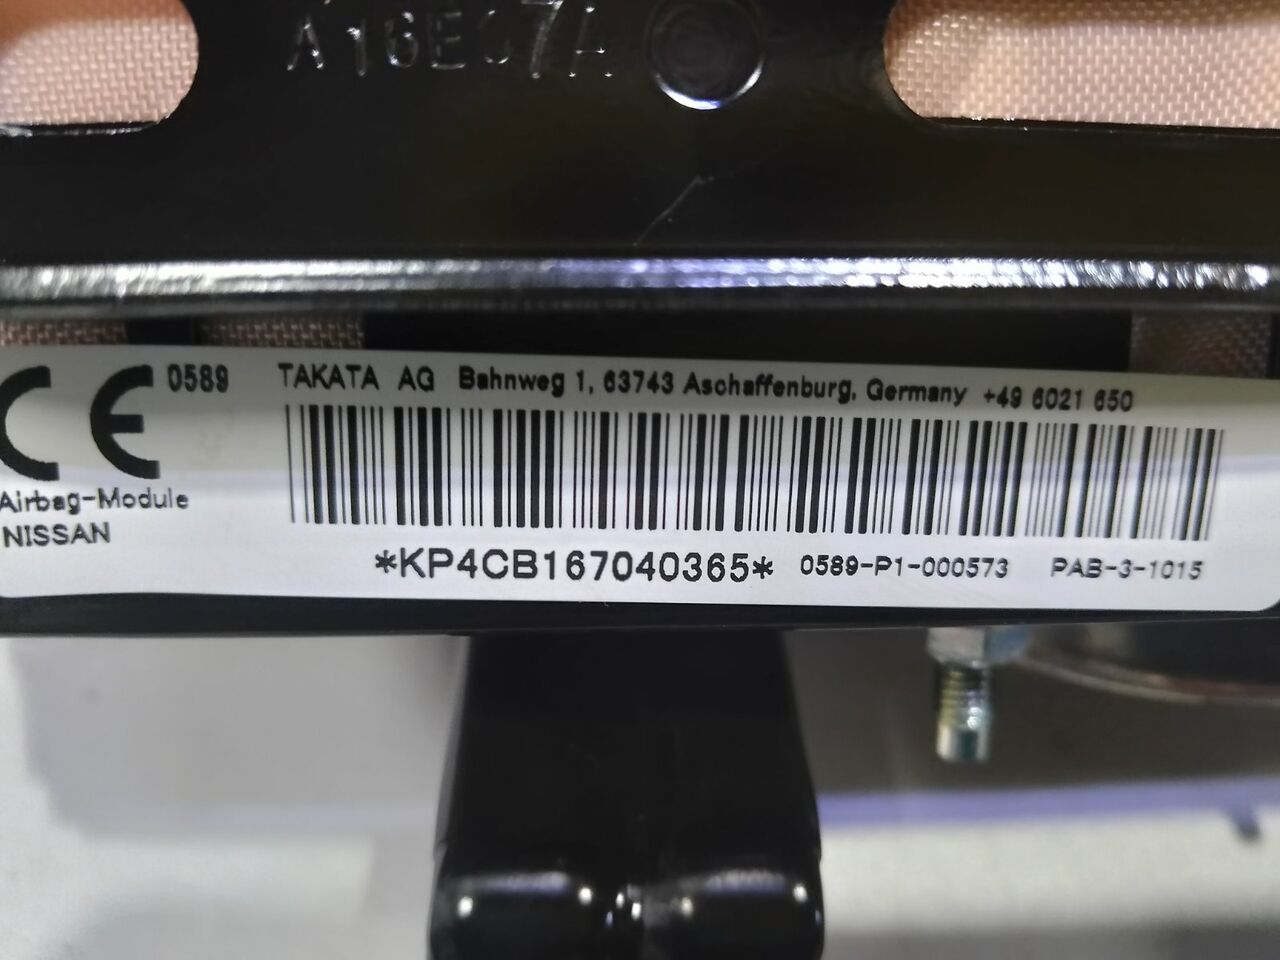 CE 0589 TAKATA AG Bahnweg 1, 63743 Aschaffenburg, Germany +49 6021 650
Airbag-Module
NISSAN
*KP4CB167040365* 0589-P1-000573 PAB-3-1015